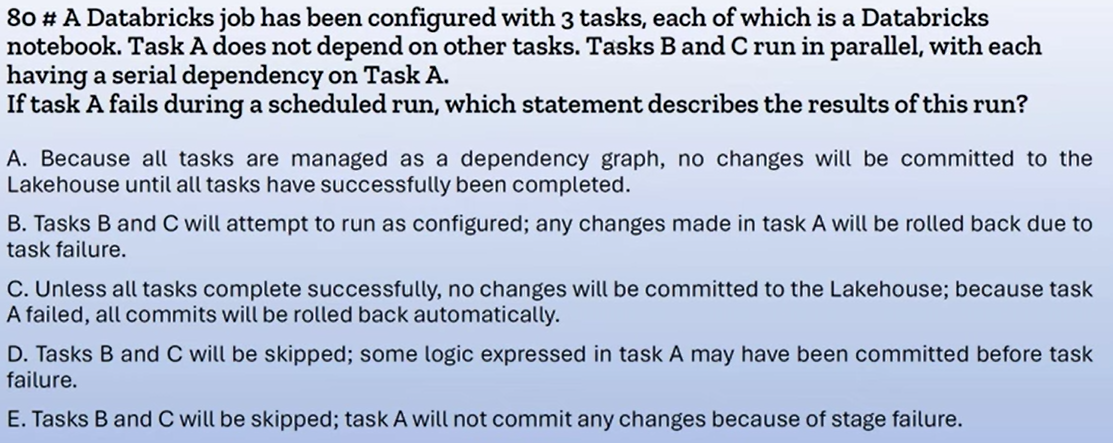 80 # A Databricks job has been configured with 3 tasks, each of which is a Databricks
notebook. Task A does not depend on other tasks. Tasks B and C run in parallel, with each
having a serial dependency on Task A.
If task A fails during a scheduled run, which statement describes the results of this run?
A. Because all tasks are managed as a dependency graph, no changes will be committed to the
Lakehouse until all tasks have successfully been completed.
B. Tasks B and C will attempt to run as configured; any changes made in task A will be rolled back due to
task failure.
C. Unless all tasks complete successfully, no changes will be committed to the Lakehouse; because task
A failed, all commits will be rolled back automatically.
D. Tasks B and C will be skipped; some logic expressed in task A may have been committed before task
failure.
E. Tasks B and C will be skipped; task A will not commit any changes because of stage failure.